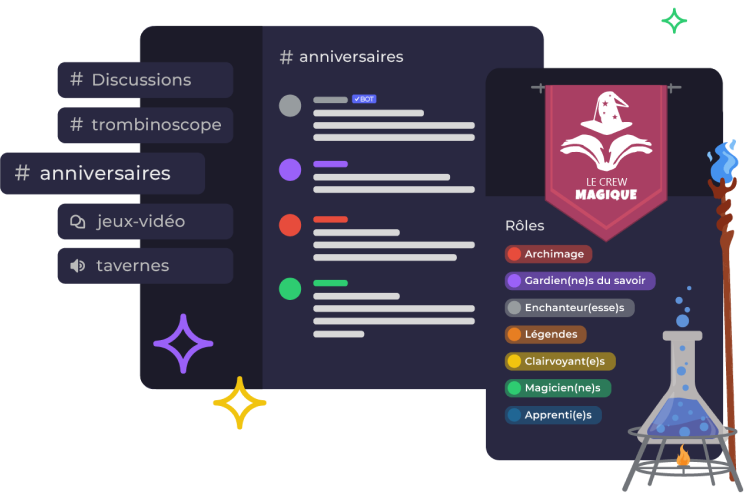 # Discussions
# trombinoscope
# anniversaires
jeux-vidéo
tavernes
# anniversaires
✓BOT
LE CREW
MAGIQUE
Rôles
Archimage
Gardien(ne)s du savoir
Enchanteur(esse)s
Légendes
Clairvoyant(e)s
Magicien(ne)s
Apprenti(e)s